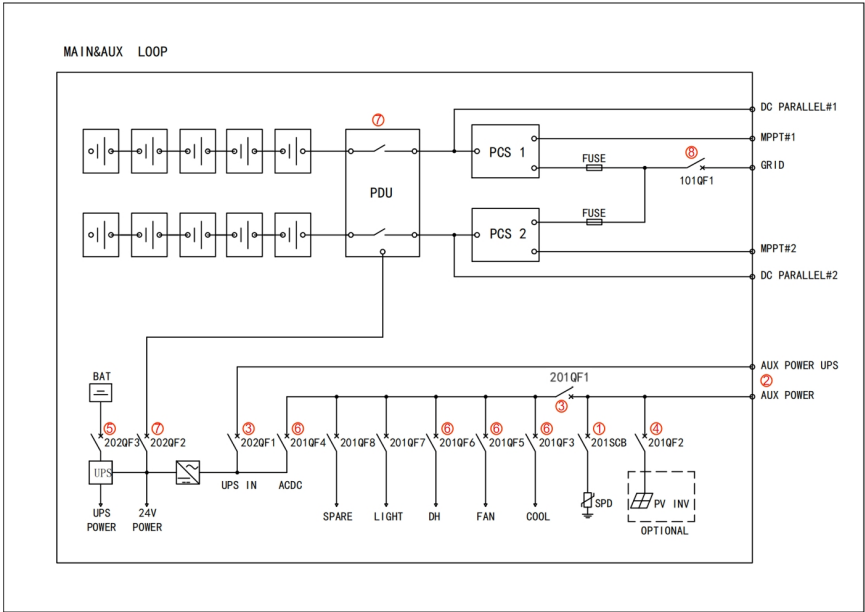 MAIN&AUX LOOP
DC PARALLEL#1
⑦
MPPT#1
PCS 1
FUSE
⑧
GRID
101QF1
PDU
FUSE
PCS 2
MPPT#2
DC PARALLEL#2
AUX POWER UPS
BAT
201QF1
②
③
AUX POWER
⑤ 202QF3
⑦ 202QF2
③ 202QF1
⑥ 201QF4
201QF8
201QF7
⑥ 201QF6
⑥ 201QF5
⑥ 201QF3
① 201SCB
④ 201QF2
UPS
UPS IN
ACDC
SPD
PV INV
UPS POWER
24V POWER
SPARE
LIGHT
DH
FAN
COOL
OPTIONAL